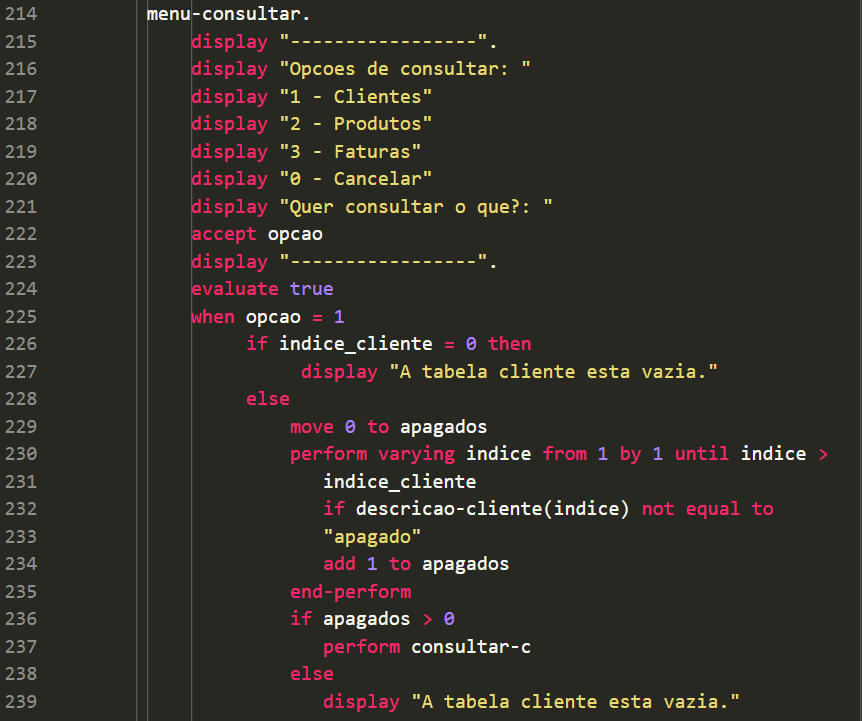 214 menu-consultar.
215 display "-----------------".
216 display "Opcoes de consultar: "
217 display "1 - Clientes"
218 display "2 - Produtos"
219 display "3 - Faturas"
220 display "0 - Cancelar"
221 display "Quer consultar o que?: "
222 accept opcao
223 display "-----------------".
224 evaluate true
225 when opcao = 1
226 if indice_cliente = 0 then
227 display "A tabela cliente esta vazia."
228 else
229 move 0 to apagados
230 perform varying indice from 1 by 1 until indice >
231 indice_cliente
232 if descricao-cliente(indice) not equal to
233 "apagado"
234 add 1 to apagados
235 end-perform
236 if apagados > 0
237 perform consultar-c
238 else
239 display "A tabela cliente esta vazia."